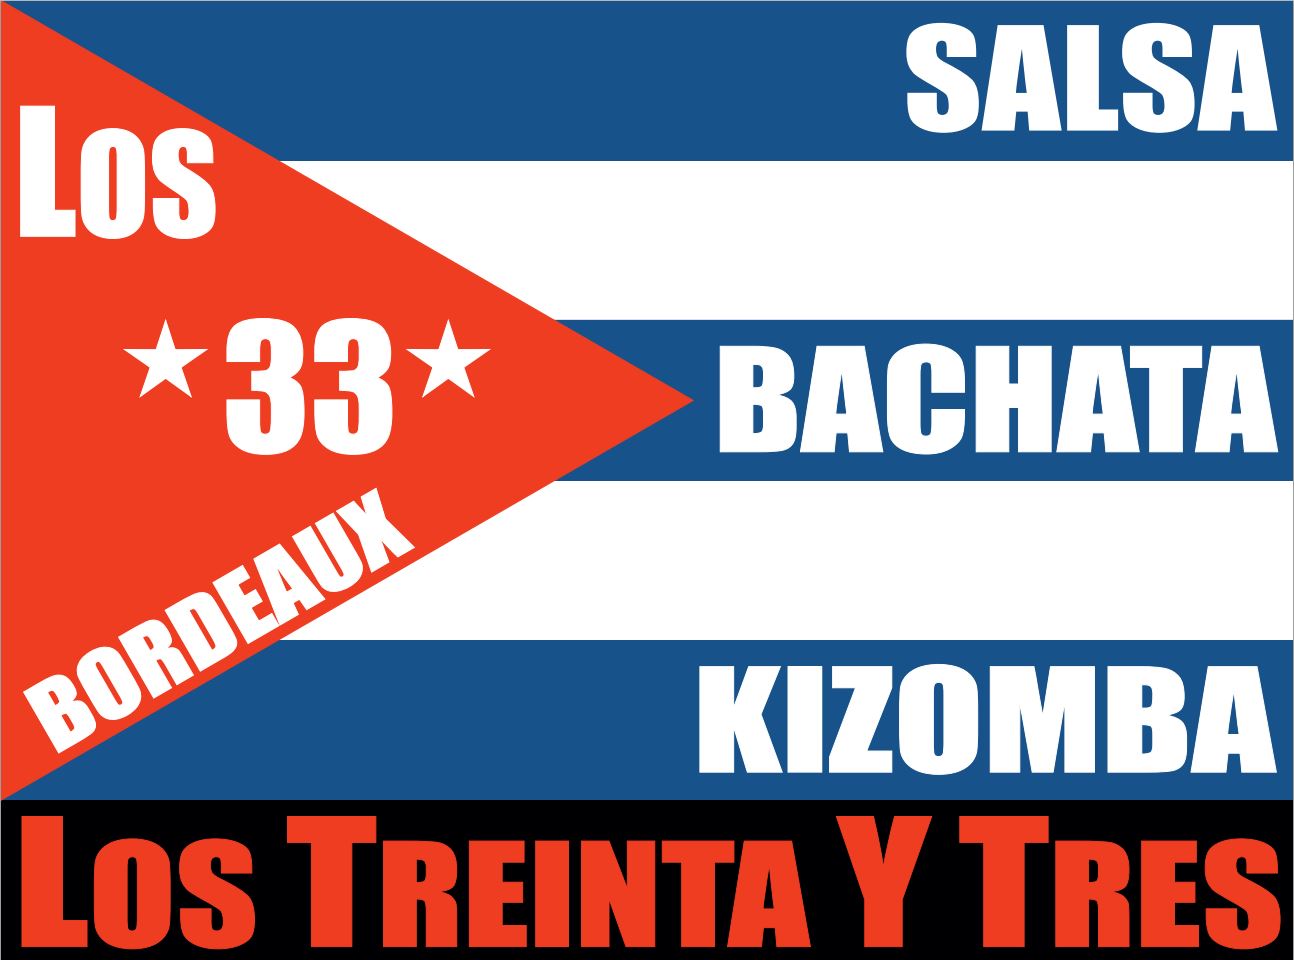 SALSA
LOS
33
BACHATA
BORDEAUX
KIZOMBA
LOS TREINTA Y TRES